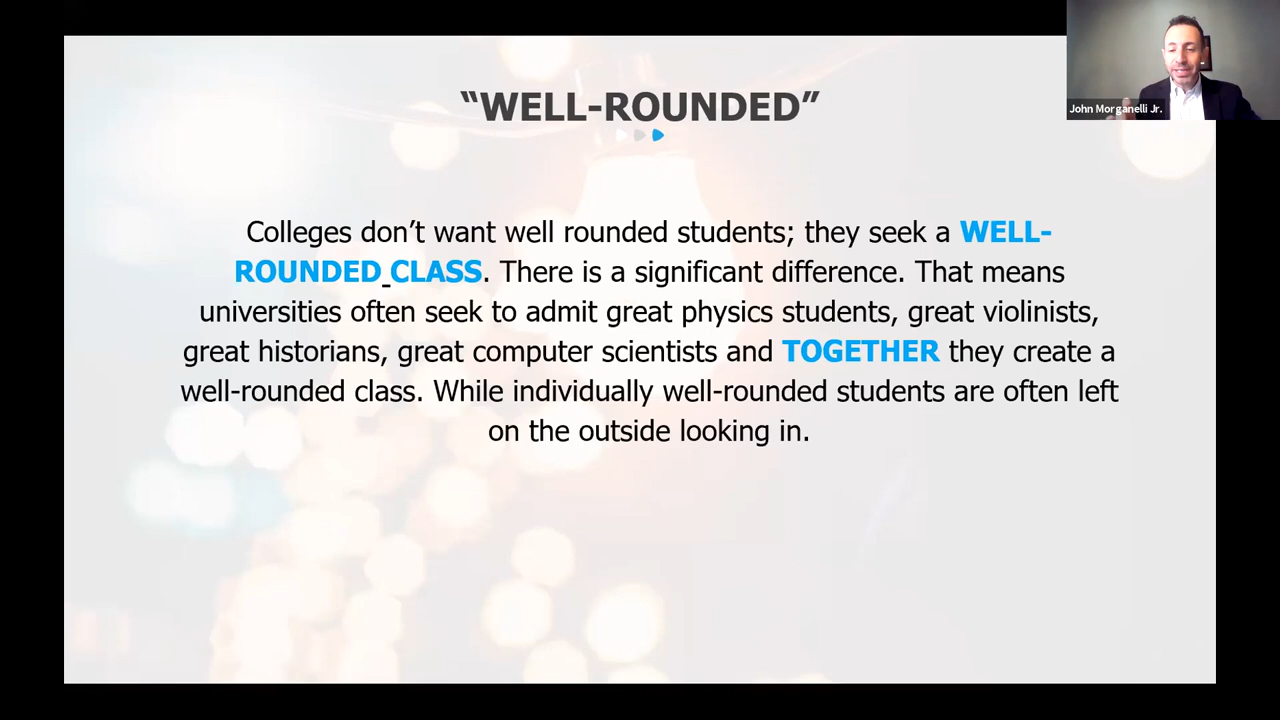 “WELL-ROUNDED”
John Morganelli Jr.
Colleges don’t want well rounded students; they seek a WELL-
ROUNDED CLASS. There is a significant difference. That means
universities often seek to admit great physics students, great violinists,
great historians, great computer scientists and TOGETHER they create a
well-rounded class. While individually well-rounded students are often left
on the outside looking in.